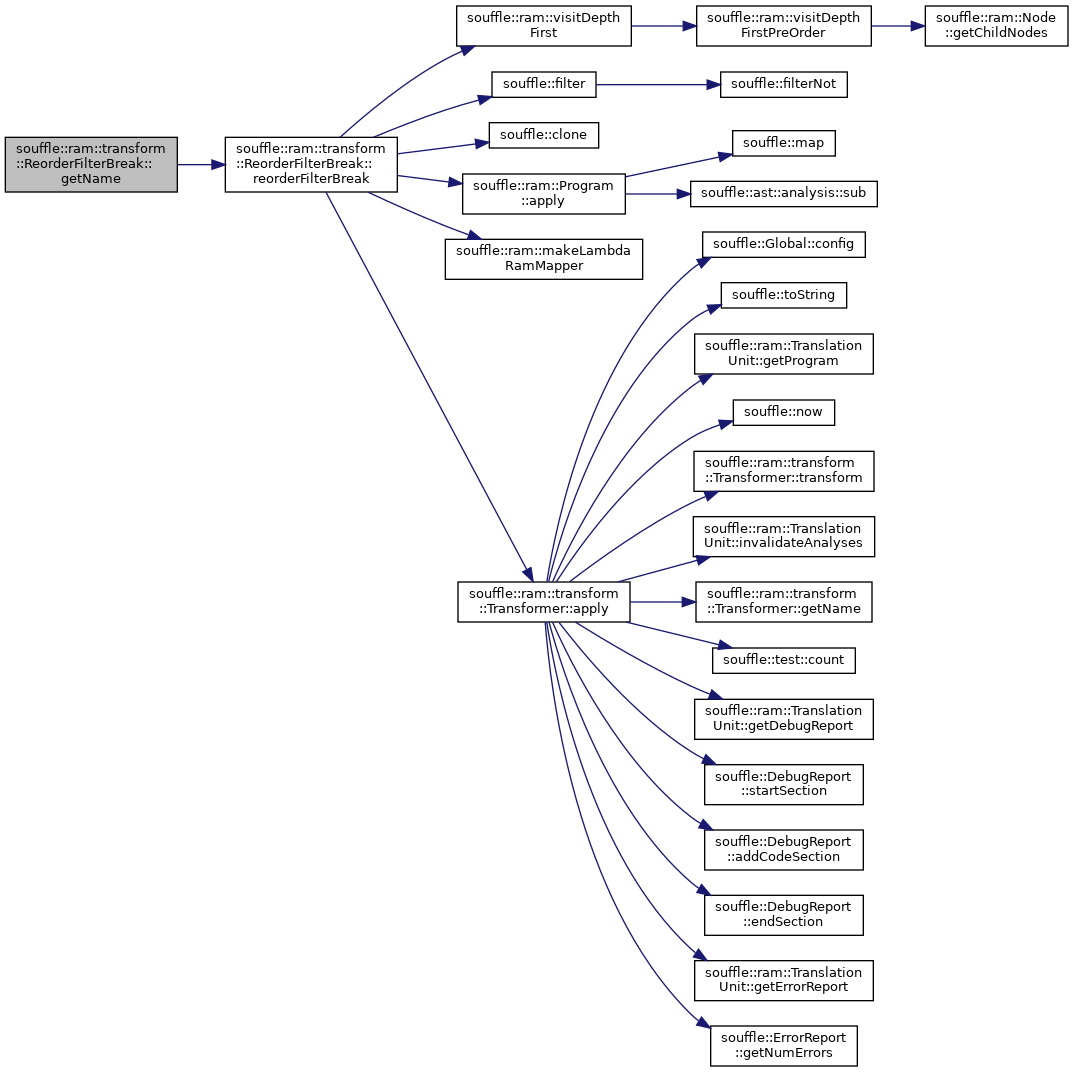 souffle::ram::transform
::ReorderFilterBreak::
getName
souffle::ram::transform
::ReorderFilterBreak::
reorderFilterBreak
souffle::ram::visitDepth
First
souffle::ram::visitDepth
FirstPreOrder
souffle::ram::Node
::getChildNodes
souffle::filter
souffle::filterNot
souffle::clone
souffle::ram::Program
::apply
souffle::map
souffle::ast::analysis::sub
souffle::ram::makeLambda
RamMapper
souffle::ram::transform
::Transformer::apply
souffle::Global::config
souffle::toString
souffle::ram::Translation
Unit::getProgram
souffle::now
souffle::ram::transform
::Transformer::transform
souffle::ram::Translation
Unit::invalidateAnalyses
souffle::ram::transform
::Transformer::getName
souffle::test::count
souffle::ram::Translation
Unit::getDebugReport
souffle::DebugReport
::startSection
souffle::DebugReport
::addCodeSection
souffle::DebugReport
::endSection
souffle::ram::Translation
Unit::getErrorReport
souffle::ErrorReport
::getNumErrors